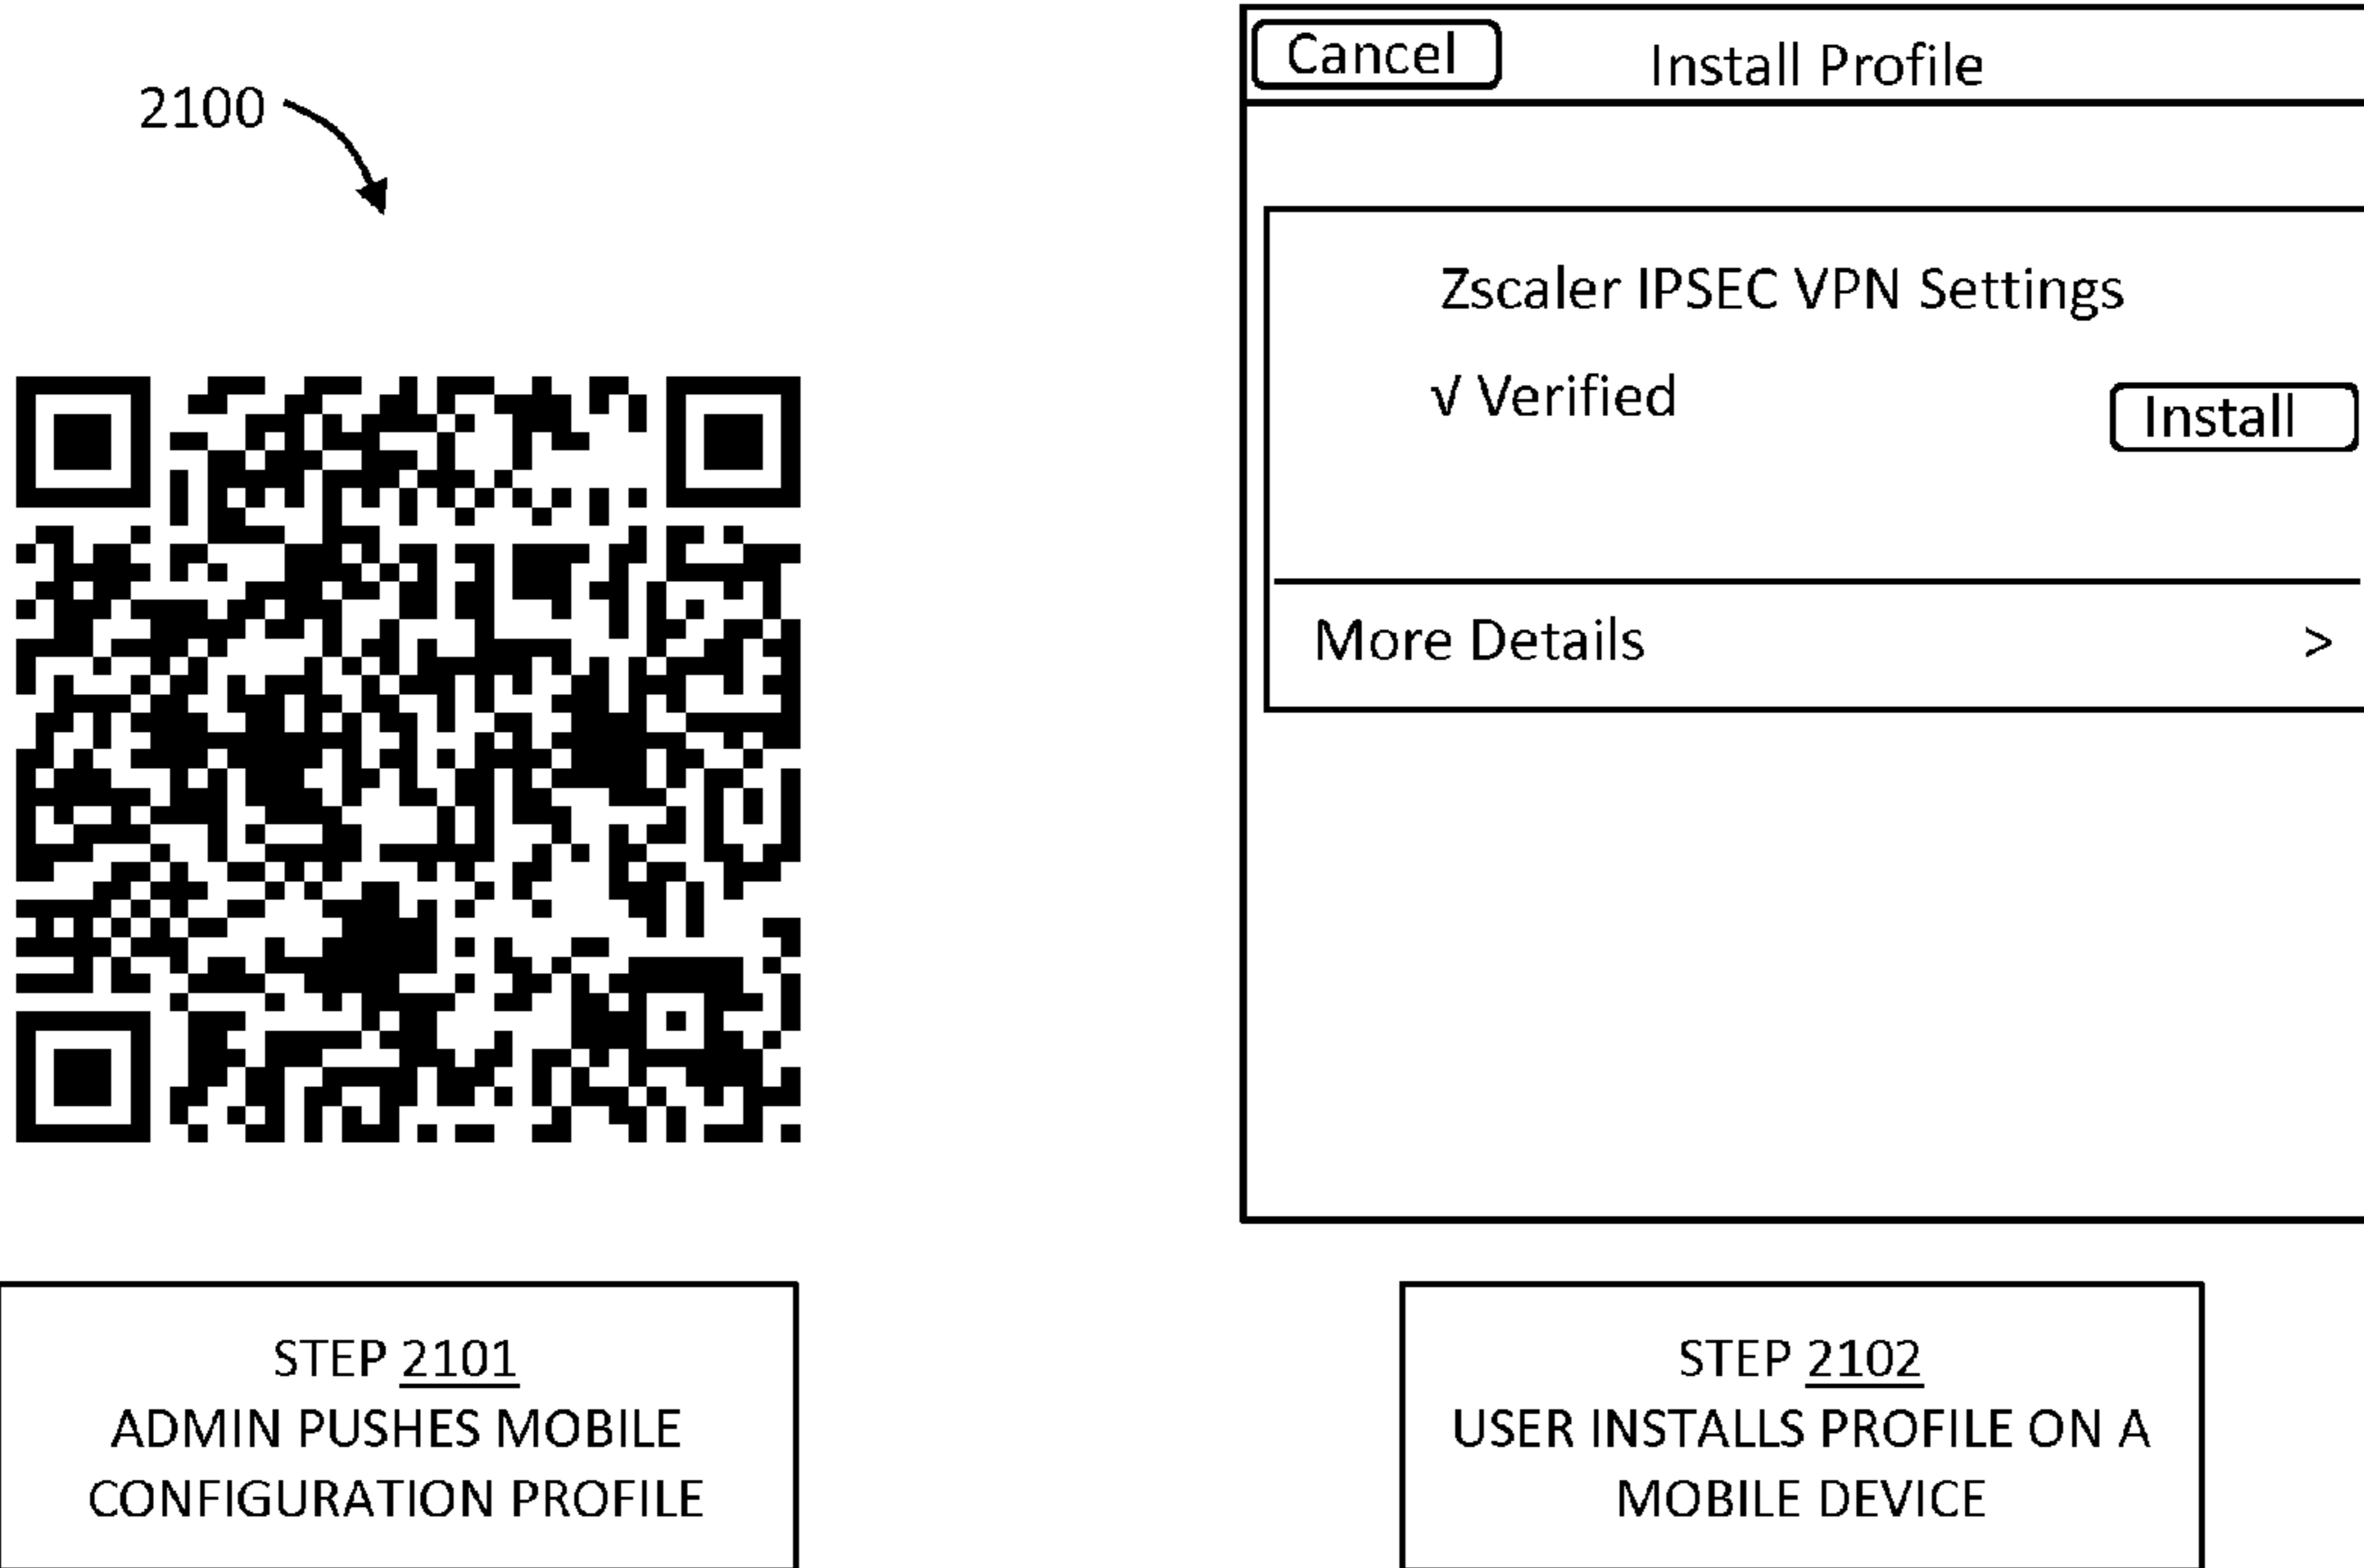 2100
Cancel
Install Profile
Zscaler IPSEC VPN Settings
√ Verified
Install
More Details
>
STEP 2101
ADMIN PUSHES MOBILE
CONFIGURATION PROFILE
STEP 2102
USER INSTALLS PROFILE ON A
MOBILE DEVICE